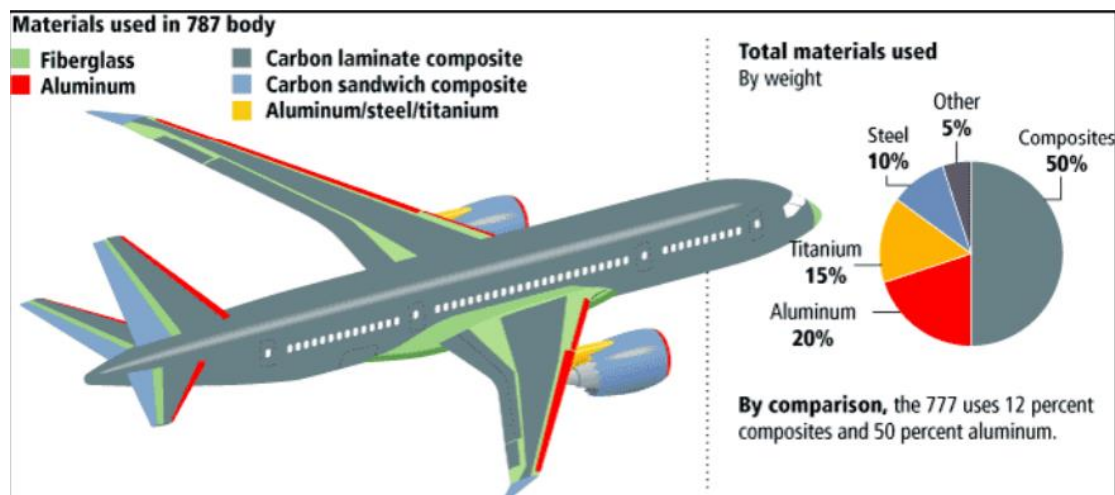 Materials used in 787 body
Fiberglass
Aluminum
Carbon laminate composite
Carbon sandwich composite
Aluminum/steel/titanium
Total materials used
By weight
Other
5%
Steel
10%
Composites
50%
Titanium
15%
Aluminum
20%
By comparison, the 777 uses 12 percent
composites and 50 percent aluminum.